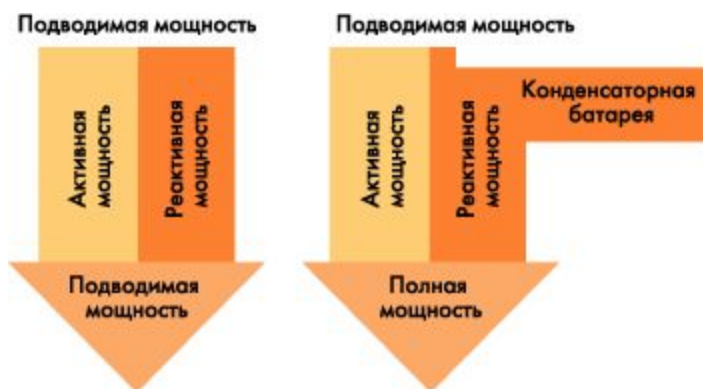 Подводимая мощность
Активная
мощность
Реактивная
мощность
Подводимая
мощность
Подводимая мощность
Активная
мощность
Реактивная
мощность
Конденсаторная
батарея
Полная
мощность